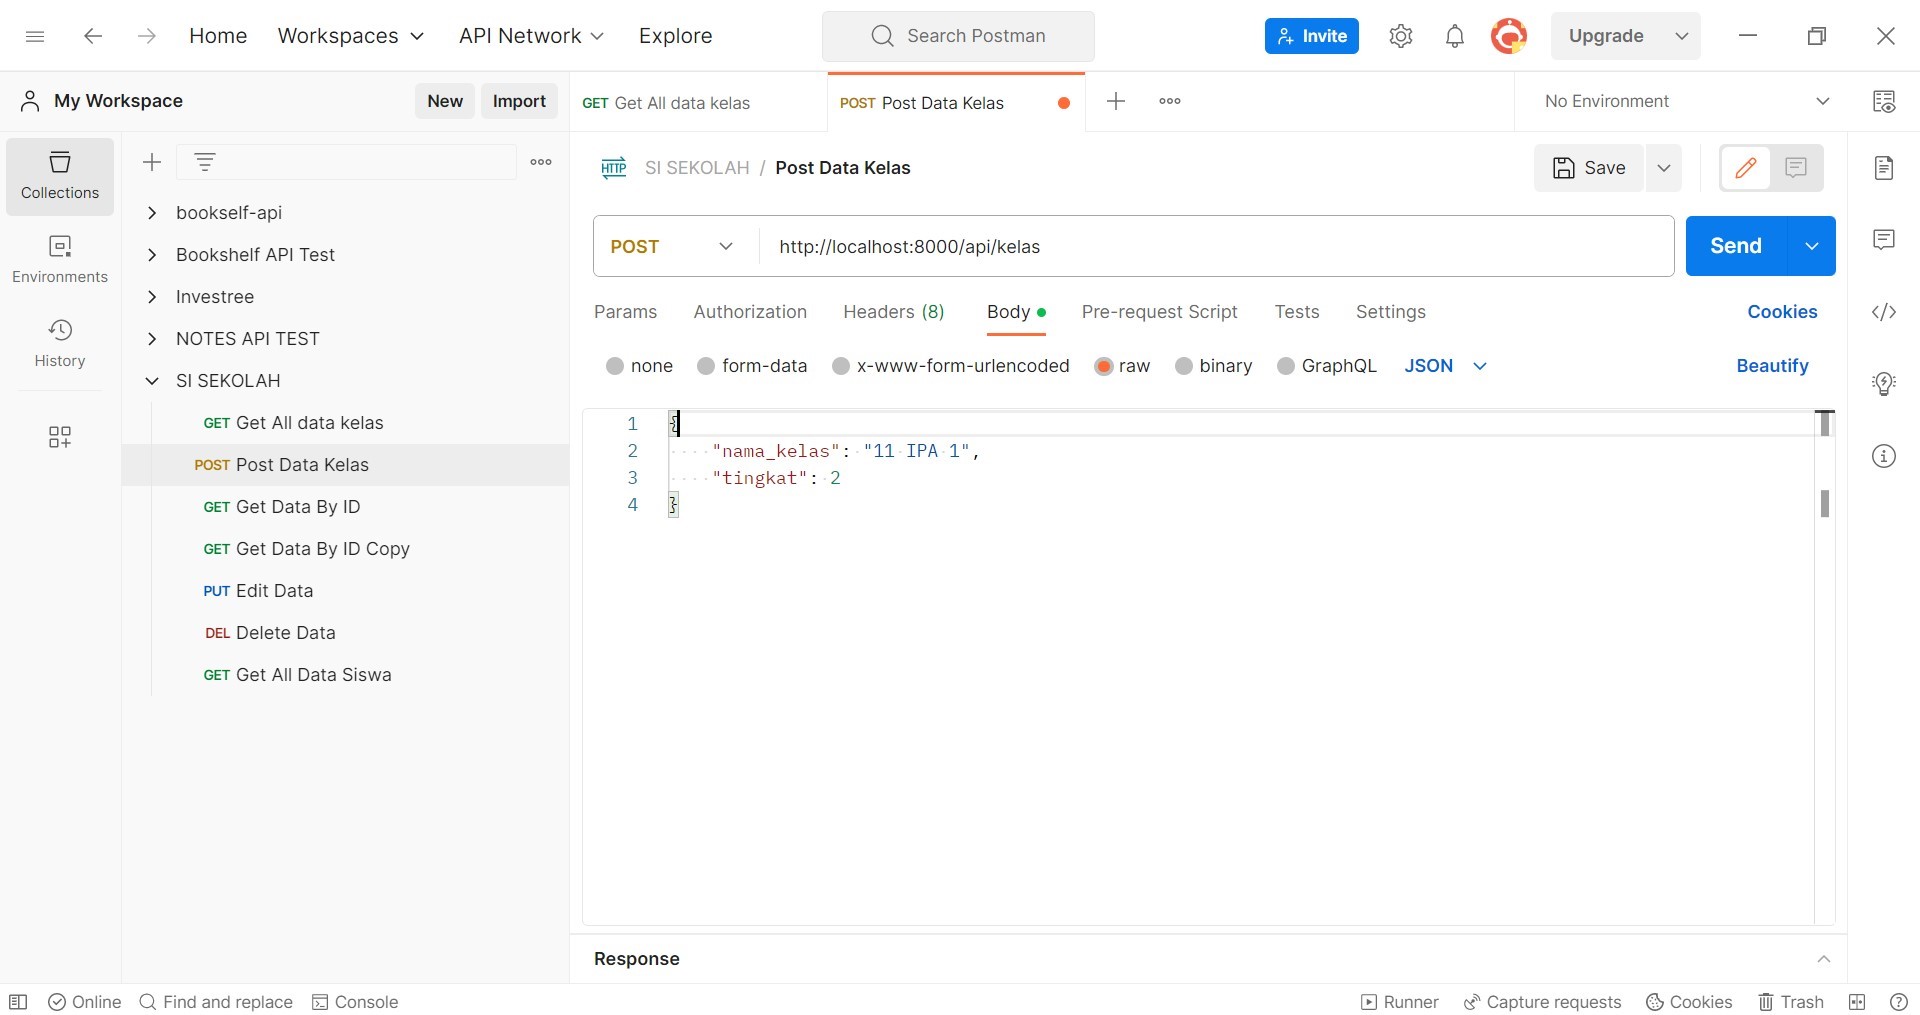 Home Workspaces API Network Explore Search Postman Invite Upgrade
My Workspace New Import GET Get All data kelas POST Post Data Kelas No Environment
Collections
Environments
History
bookself-api
Bookshelf API Test
Investree
NOTES API TEST
SI SEKOLAH
GET Get All data kelas
POST Post Data Kelas
GET Get Data By ID
GET Get Data By ID Copy
PUT Edit Data
DEL Delete Data
GET Get All Data Siswa
HTTP SI SEKOLAH / Post Data Kelas Save
POST http://localhost:8000/api/kelas Send
Params Authorization Headers (8) Body Pre-request Script Tests Settings Cookies
none form-data x-www-form-urlencoded raw binary GraphQL JSON Beautify
1 {
2 "nama_kelas": "11 IPA 1",
3 "tingkat": 2
4 }
Response
Online Find and replace Console Runner Capture requests Cookies Trash